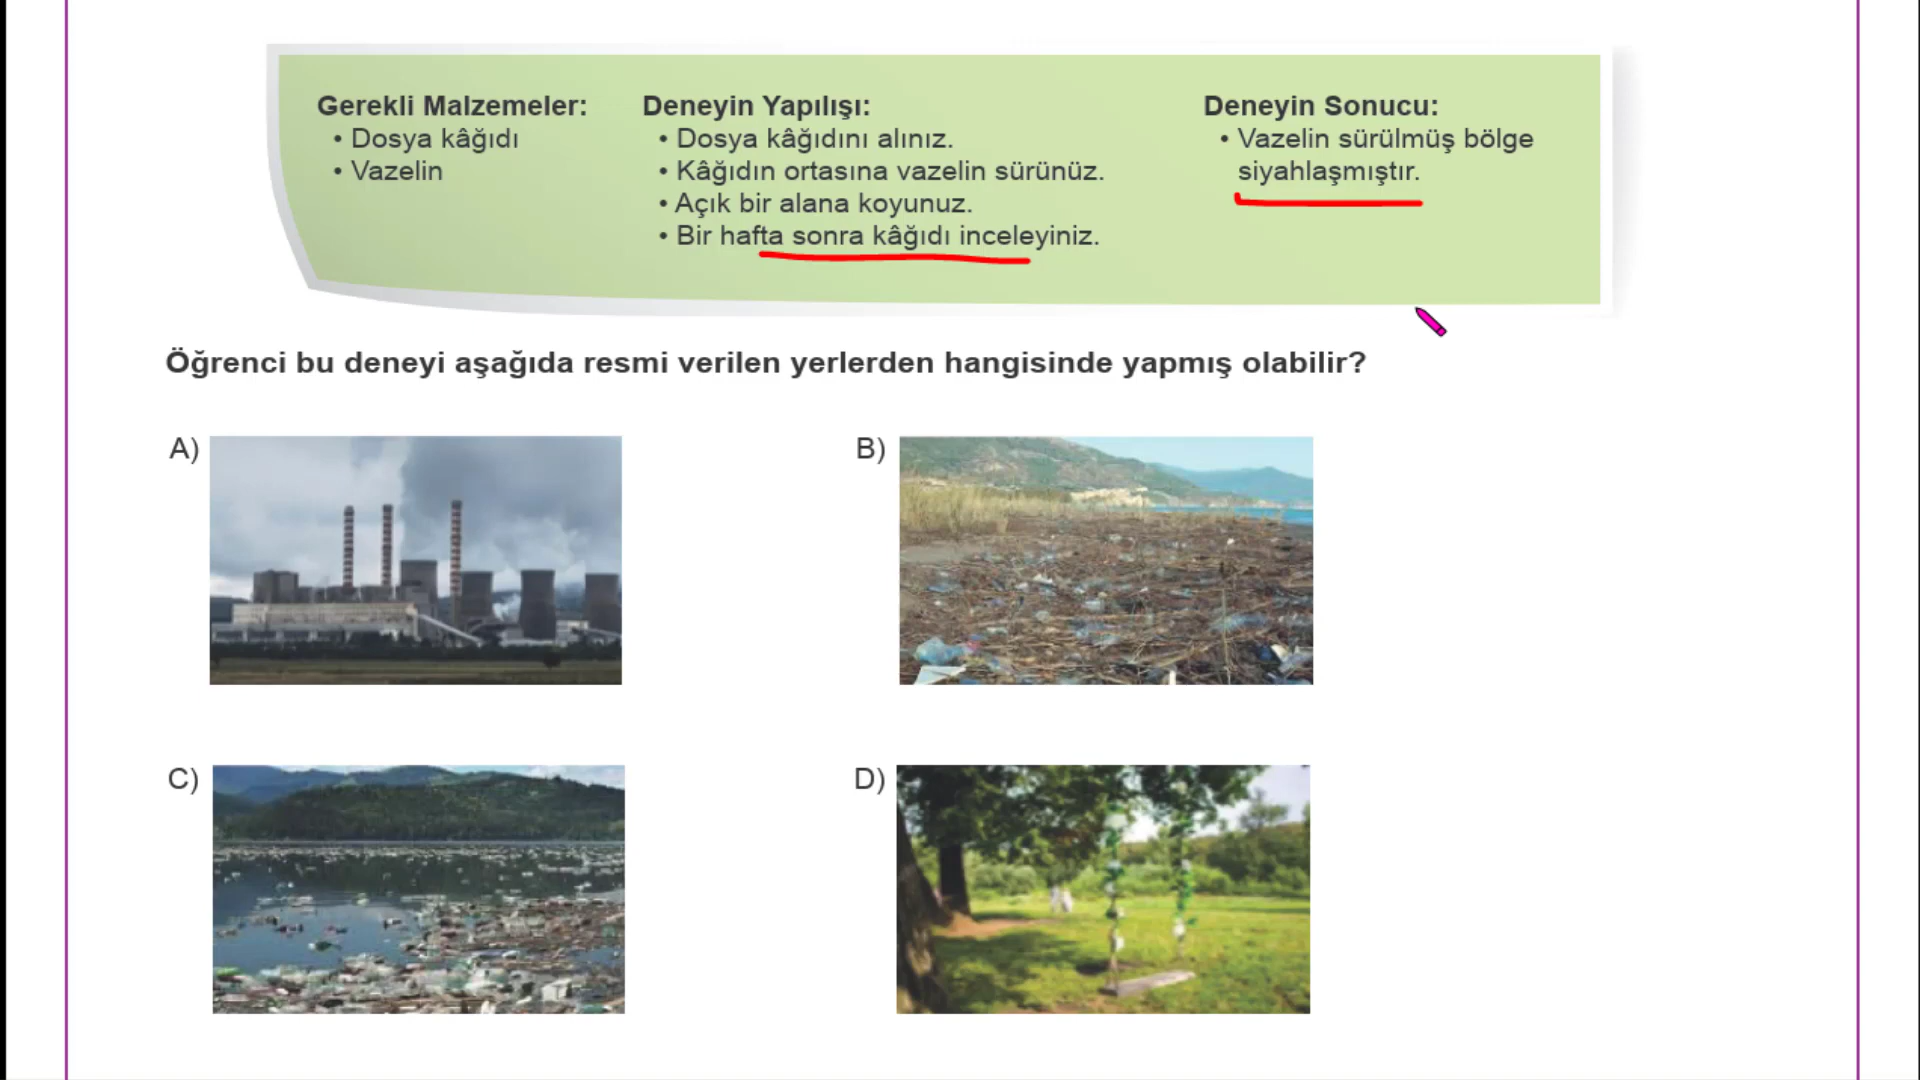 Gerekli Malzemeler:
• Dosya kâğıdı
• Vazelin
Deneyin Yapılışı:
• Dosya kâğıdını alınız.
• Kâğıdın ortasına vazelin sürünüz.
• Açık bir alana koyunuz.
• Bir hafta sonra kâğıdı inceleyiniz.
Deneyin Sonucu:
• Vazelin sürülmüş bölge
siyahlaşmıştır.
Öğrenci bu deneyi aşağıda resmi verilen yerlerden hangisinde yapmış olabilir?
A)
B)
C)
D)